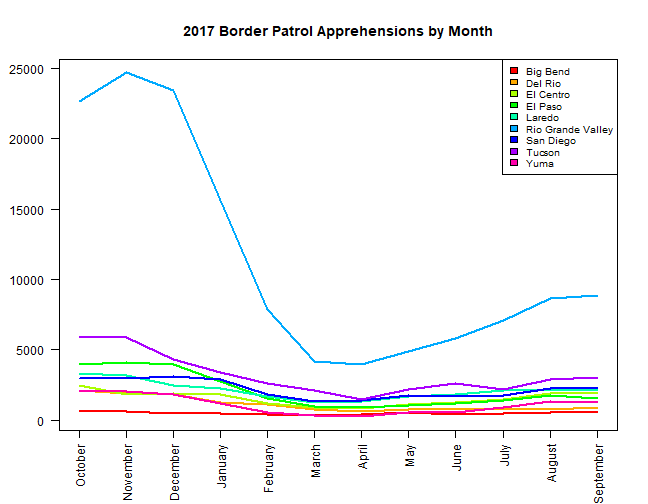 2017 Border Patrol Apprehensions by Month
25000
20000
15000
10000
5000
0
Big Bend
Del Rio
El Centro
El Paso
Laredo
Rio Grande Valley
San Diego
Tucson
Yuma
October
November
December
January
February
March
April
May
June
July
August
September